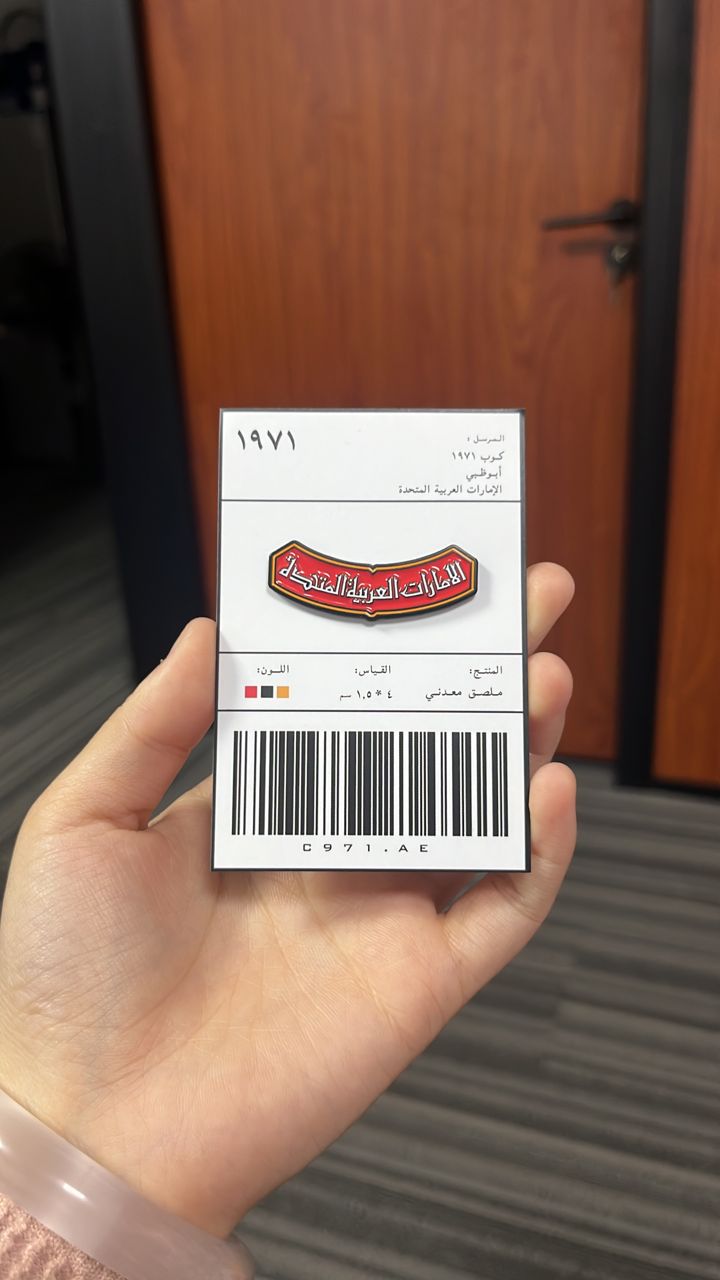 ١٩٧١
المرسل :
كوب ١٩٧١
أبوظبي
الإمارات العربية المتحدة
الامارات العربية المتحدة
المنتج:
ملصق معدني
القياس:
٤ * ١,٥ سم
اللون:
C971.AE